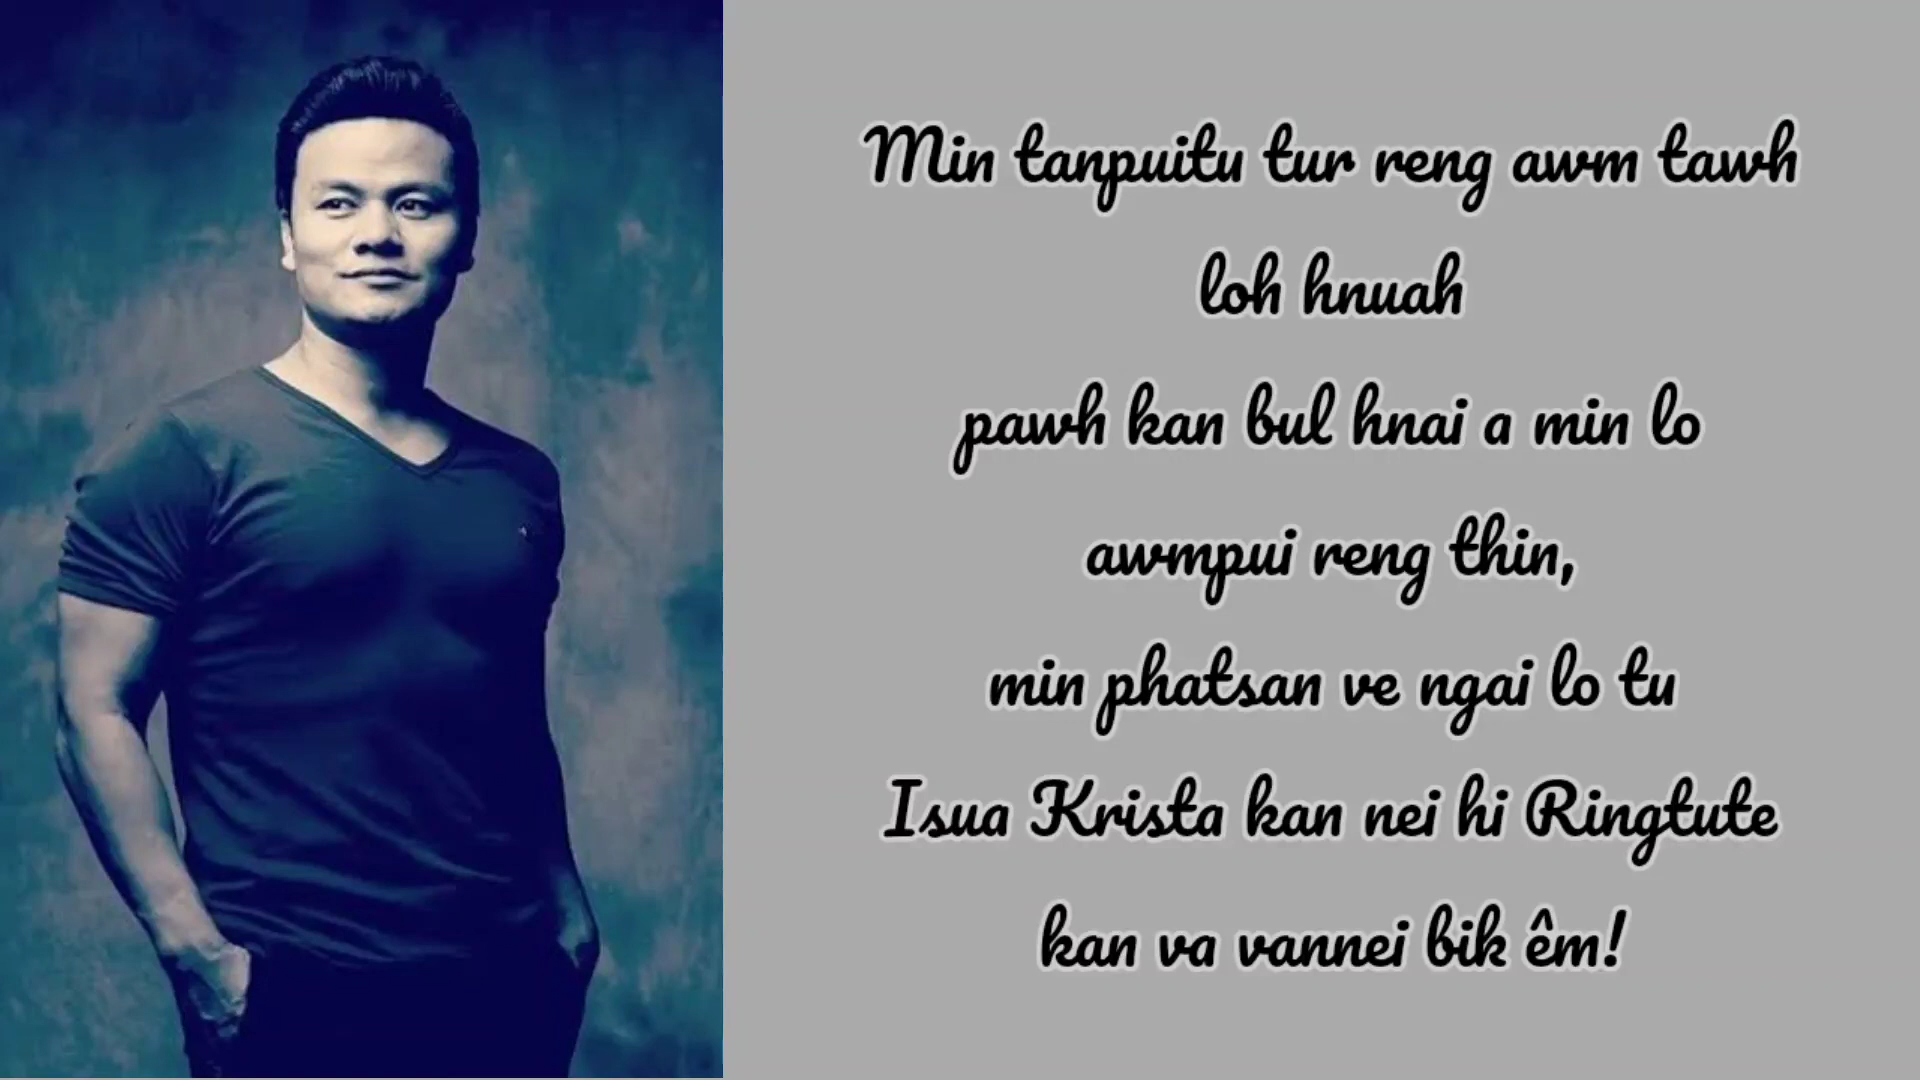 Min tanpuitu tur reng awm tawh
loh hnuah
pawh kan bul hnai a min lo
awmpui reng thin,
min phatsan ve ngai lo tu
Isua Krista kan nei hi Ringtute
kan va vannei bik êm!